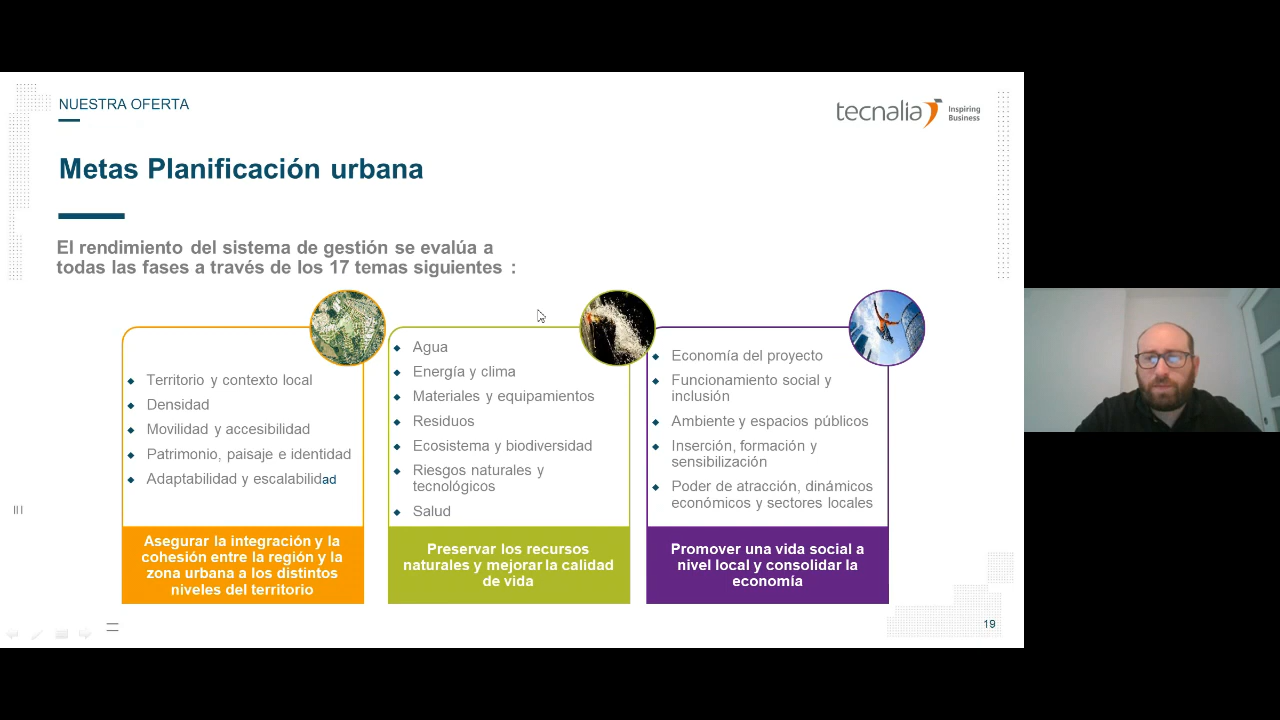 NUESTRA OFERTA
tecnalia Inspiring
Business
Metas Planificación urbana
El rendimiento del sistema de gestión se evalúa a
todas las fases a través de los 17 temas siguientes :
Territorio y contexto local
Densidad
Movilidad y accesibilidad
Patrimonio, paisaje e identidad
Adaptabilidad y escalabilidad
Asegurar la integración y la
cohesión entre la región y la
zona urbana a los distintos
niveles del territorio
Agua
Energía y clima
Materiales y equipamientos
Residuos
Ecosistema y biodiversidad
Riesgos naturales y
tecnológicos
Salud
Preservar los recursos
naturales y mejorar la calidad
de vida
Economía del proyecto
Funcionamiento social y
inclusión
Ambiente y espacios públicos
Inserción, formación y
sensibilización
Poder de atracción, dinámicos
económicos y sectores locales
Promover una vida social a
nivel local y consolidar la
economía
19